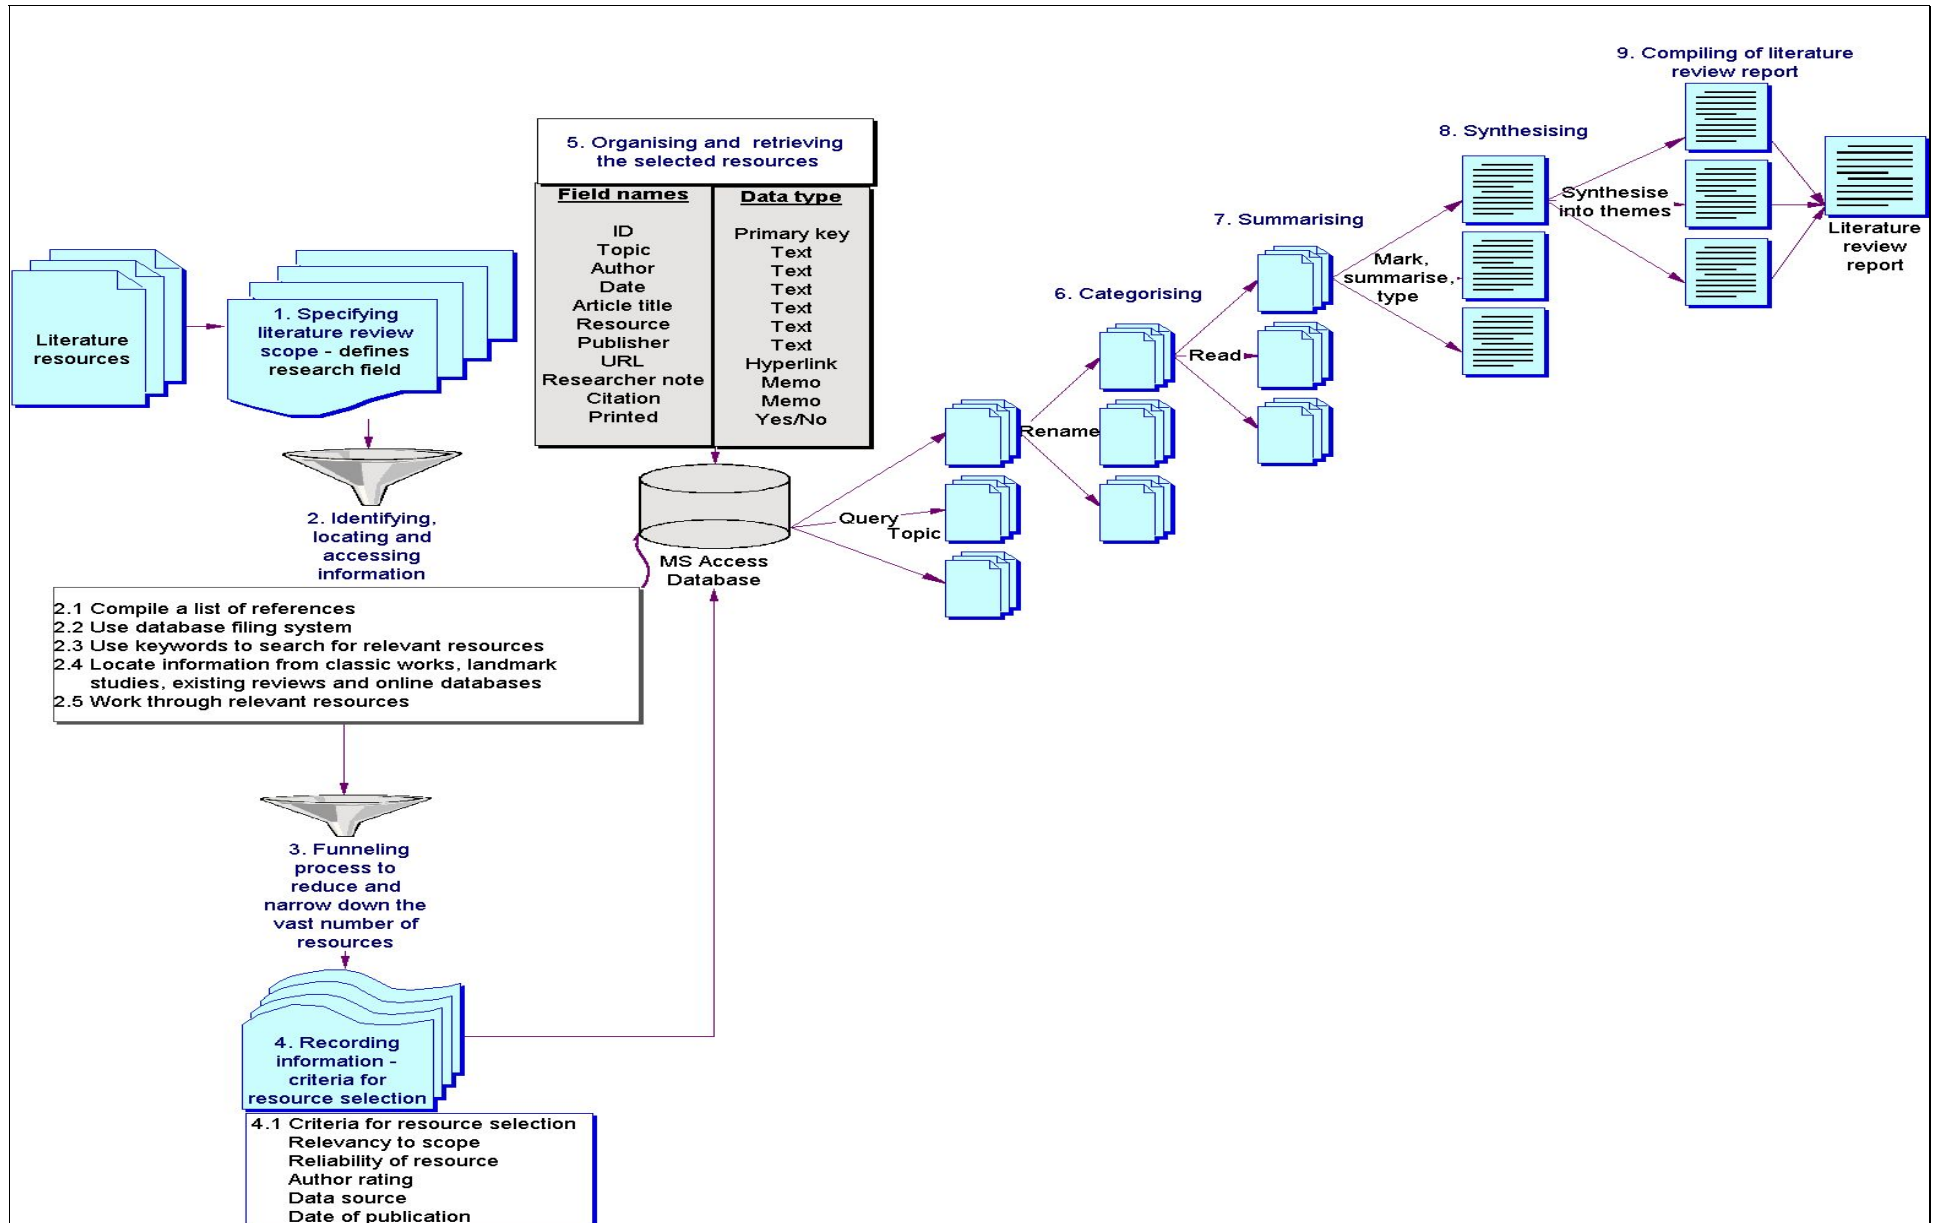 9. Compiling of literature
review report
8. Synthesising
Synthesise
into themes
Literature
review
report
7. Summarising
Mark,
summarise,
type
6. Categorising
Read
Rename
Query
Topic
5. Organising and retrieving
the selected resources
Field names Data type
ID Primary key
Topic Text
Author Text
Date Text
Article title Text
Resource Text
Publisher Text
URL Hyperlink
Researcher note Memo
Citation Memo
Printed Yes/No
MS Access
Database
Literature
resources
1. Specifying
literature review
scope - defines
research field
2. Identifying,
locating and
accessing
information
2.1 Compile a list of references
2.2 Use database filing system
2.3 Use keywords to search for relevant resources
2.4 Locate information from classic works, landmark
studies, existing reviews and online databases
2.5 Work through relevant resources
3. Funneling
process to
reduce and
narrow down the
vast number of
resources
4. Recording
information -
criteria for
resource selection
4.1 Criteria for resource selection
Relevancy to scope
Reliability of resource
Author rating
Data source
Date of publication